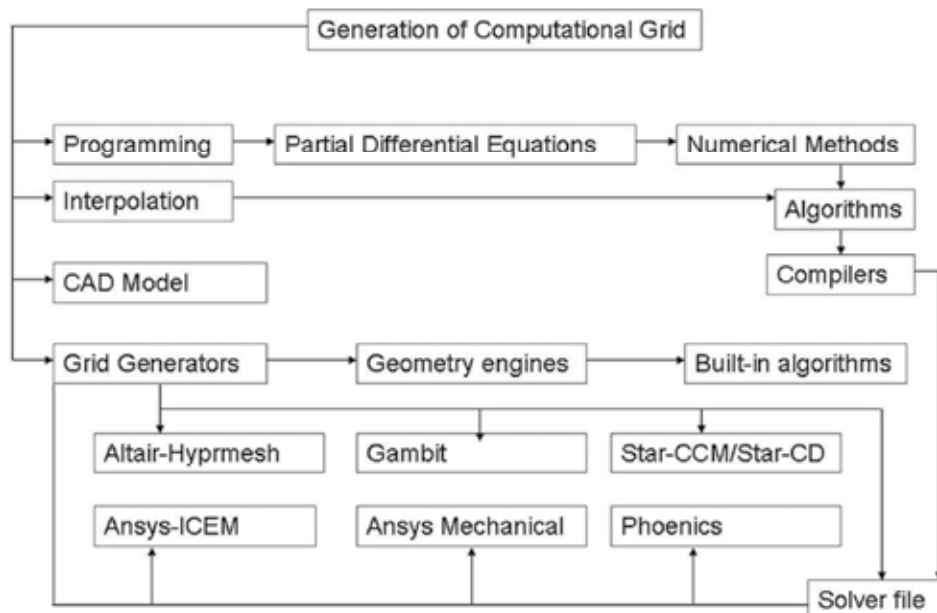 Generation of Computational Grid
Programming
Partial Differential Equations
Numerical Methods
Interpolation
Algorithms
CAD Model
Compilers
Grid Generators
Geometry engines
Built-in algorithms
Altair-Hyprmesh
Gambit
Star-CCM/Star-CD
Ansys-ICEM
Ansys Mechanical
Phoenics
Solver file